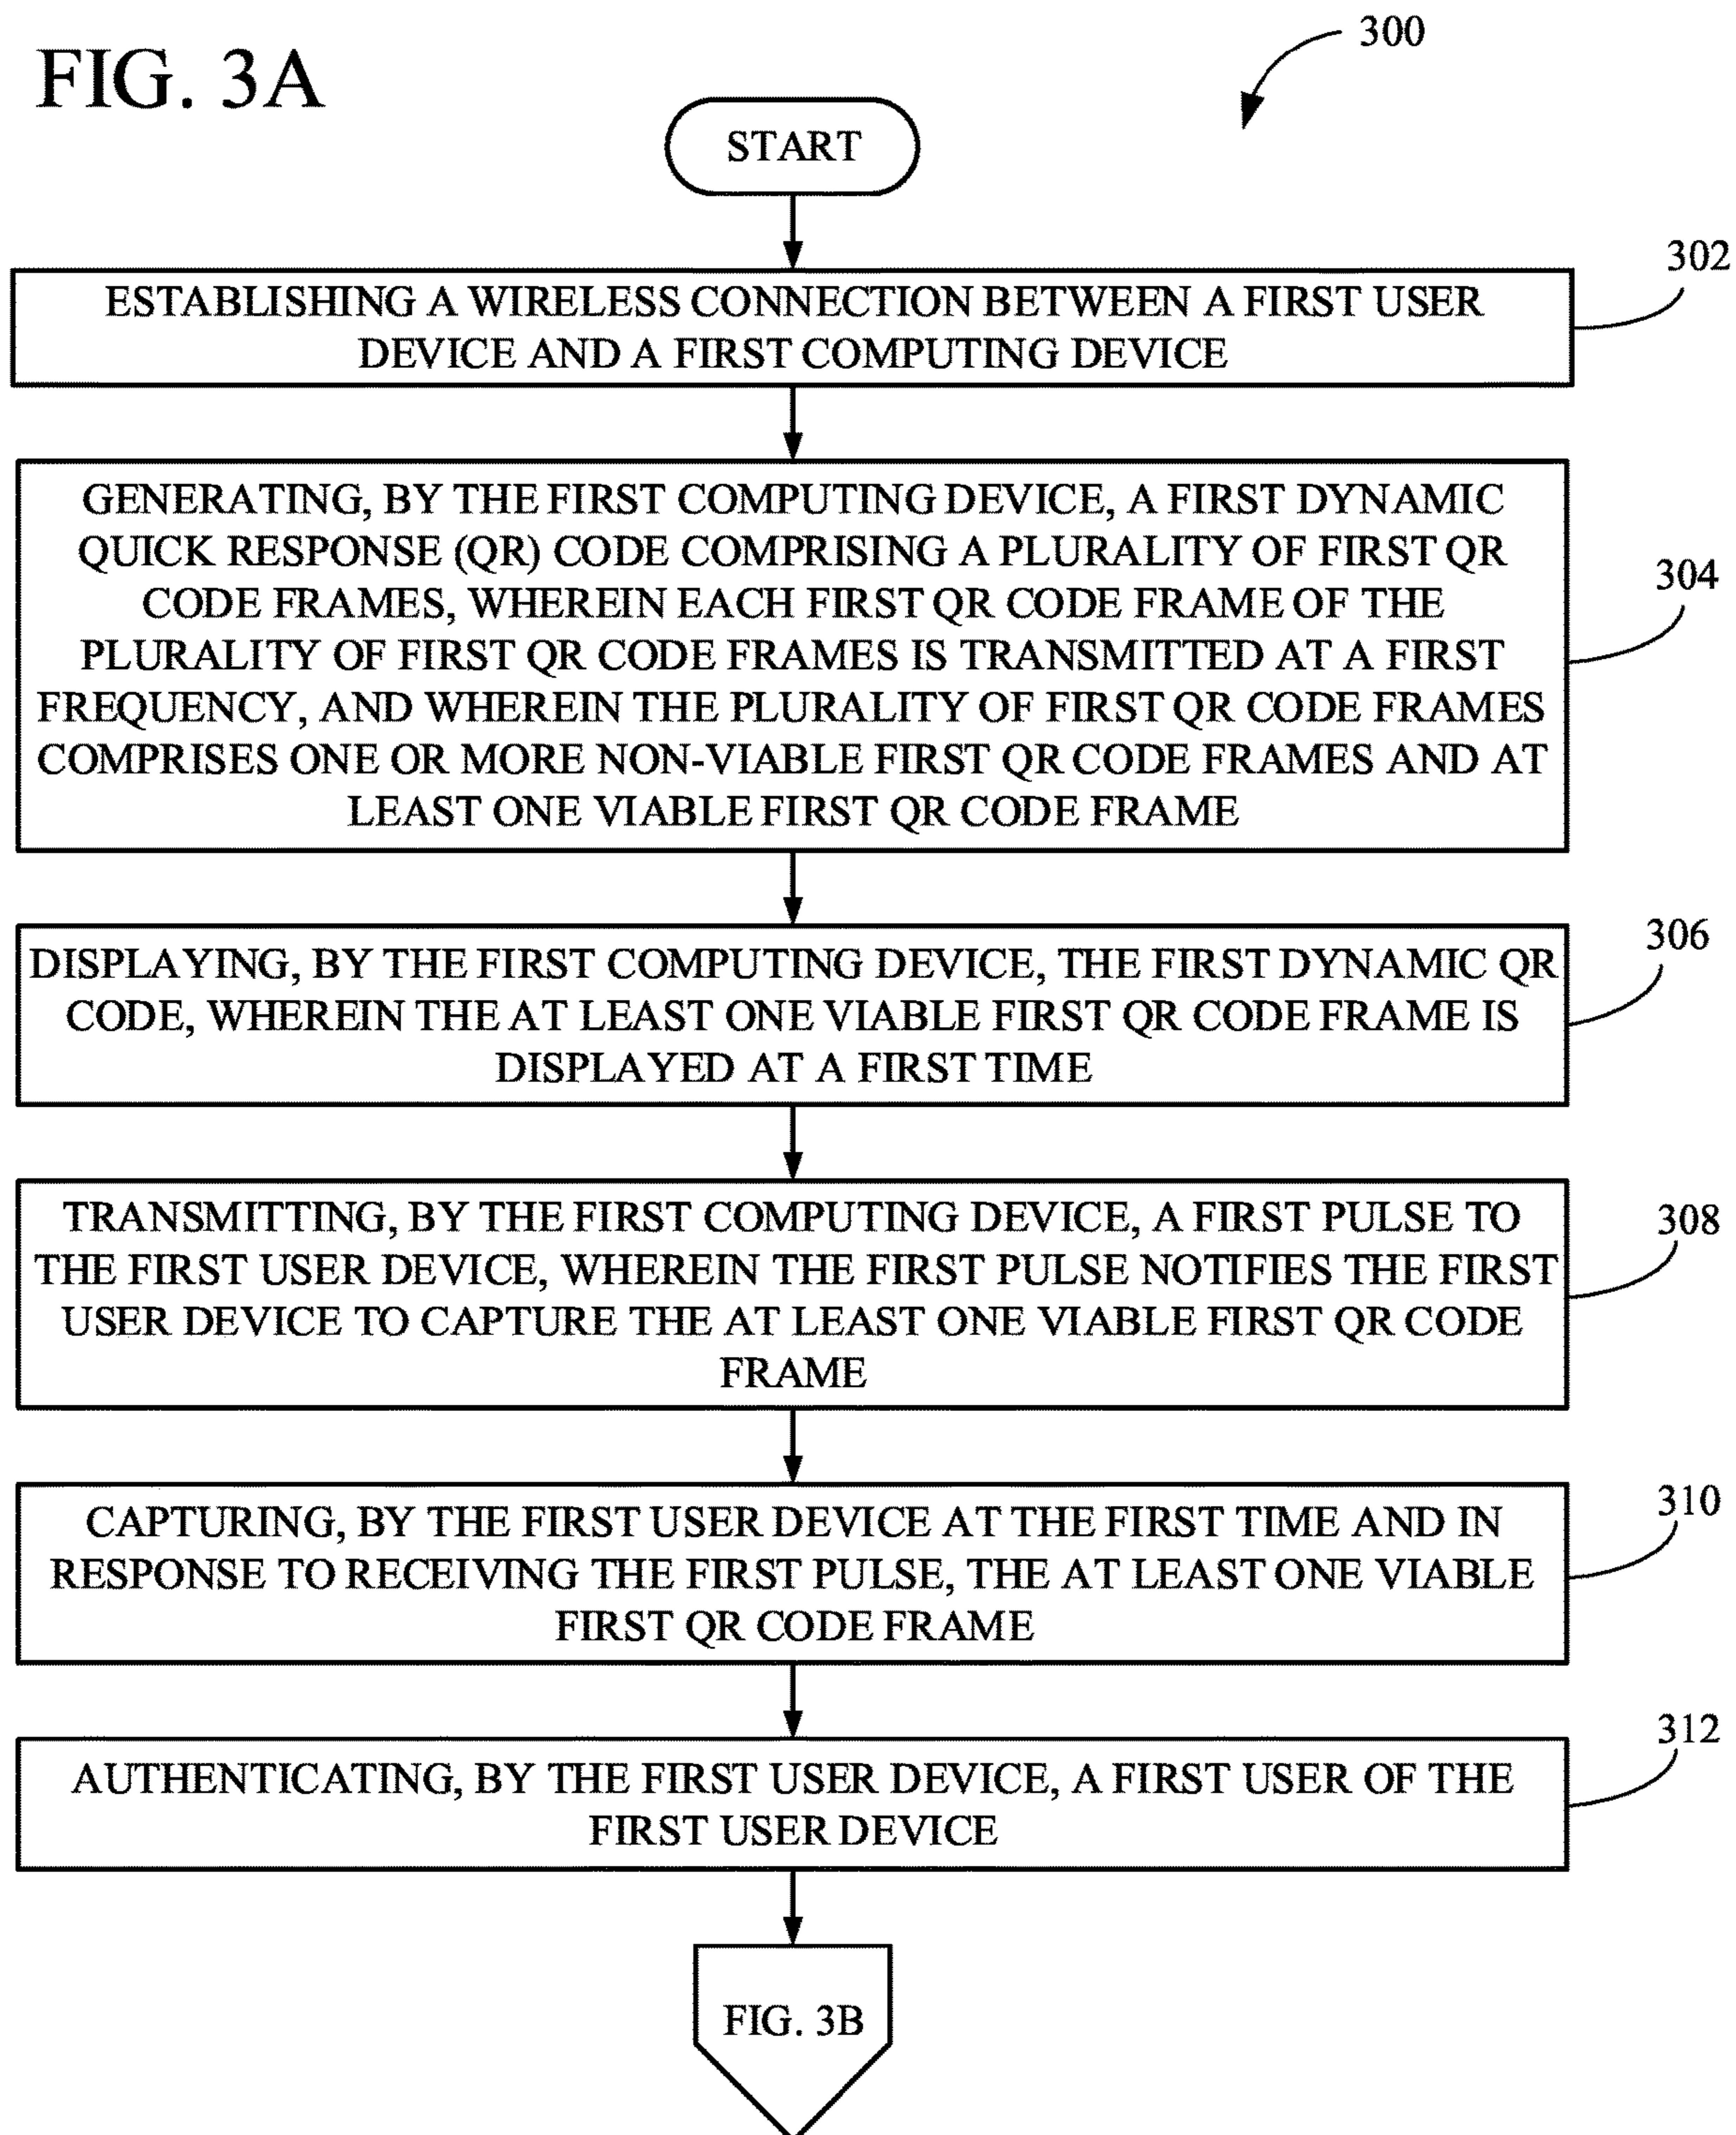 FIG. 3A
300
START
302
ESTABLISHING A WIRELESS CONNECTION BETWEEN A FIRST USER
DEVICE AND A FIRST COMPUTING DEVICE
GENERATING, BY THE FIRST COMPUTING DEVICE, A FIRST DYNAMIC
QUICK RESPONSE (QR) CODE COMPRISING A PLURALITY OF FIRST QR
CODE FRAMES, WHEREIN EACH FIRST QR CODE FRAME OF THE
PLURALITY OF FIRST QR CODE FRAMES IS TRANSMITTED AT A FIRST
FREQUENCY, AND WHEREIN THE PLURALITY OF FIRST QR CODE FRAMES
COMPRISES ONE OR MORE NON-VIABLE FIRST QR CODE FRAMES AND AT
LEAST ONE VIABLE FIRST QR CODE FRAME
304
DISPLAYING, BY THE FIRST COMPUTING DEVICE, THE FIRST DYNAMIC QR
CODE, WHEREIN THE AT LEAST ONE VIABLE FIRST QR CODE FRAME IS
DISPLAYED AT A FIRST TIME
306
TRANSMITTING, BY THE FIRST COMPUTING DEVICE, A FIRST PULSE TO
THE FIRST USER DEVICE, WHEREIN THE FIRST PULSE NOTIFIES THE FIRST
USER DEVICE TO CAPTURE THE AT LEAST ONE VIABLE FIRST QR CODE
FRAME
308
CAPTURING, BY THE FIRST USER DEVICE AT THE FIRST TIME AND IN
RESPONSE TO RECEIVING THE FIRST PULSE, THE AT LEAST ONE VIABLE
FIRST QR CODE FRAME
310
AUTHENTICATING, BY THE FIRST USER DEVICE, A FIRST USER OF THE
FIRST USER DEVICE
312
FIG. 3B